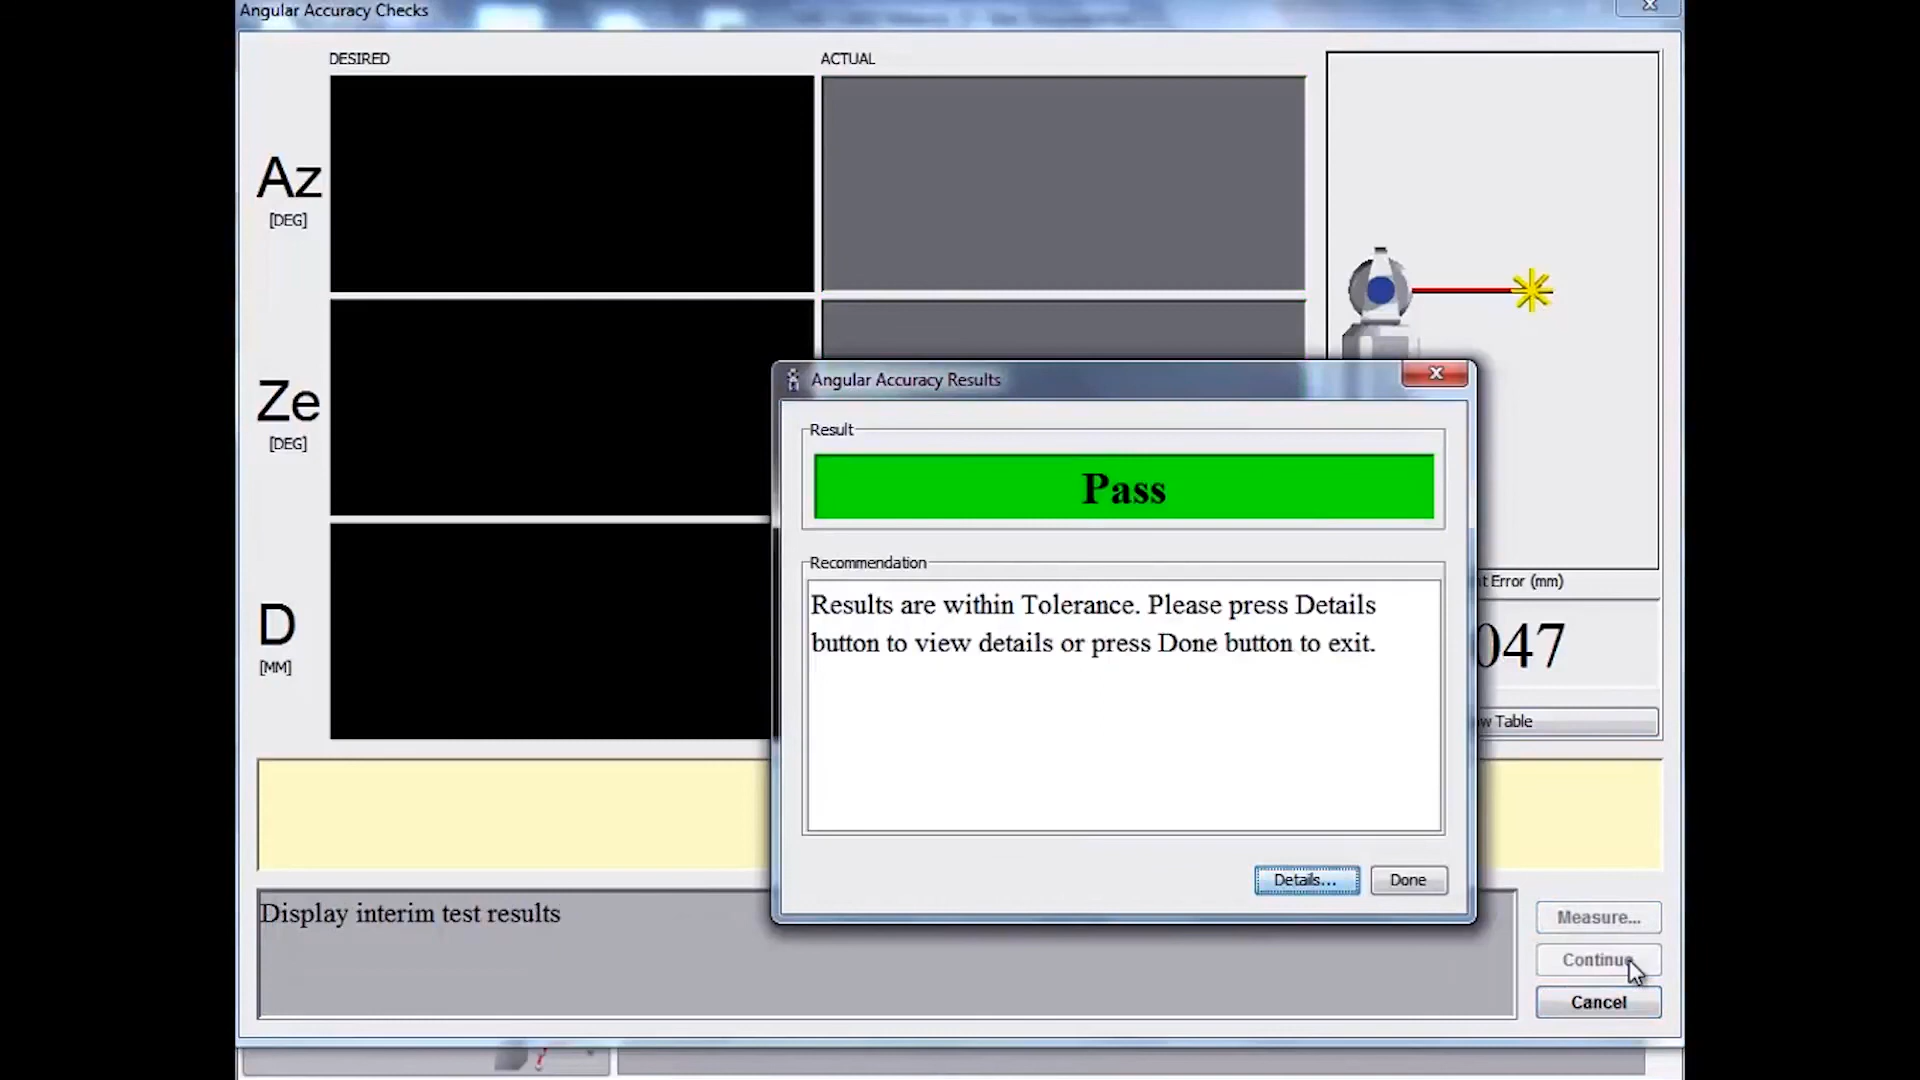 Angular Accuracy Checks
DESIRED
ACTUAL
Az
[DEG]
Ze
[DEG]
D
[MM]
Angular Accuracy Results
Result
Pass
Recommendation
Results are within Tolerance. Please press Details
button to view details or press Done button to exit.
Details...
Done
Error (mm)
047
Table
Display interim test results
Measure...
Continue
Cancel